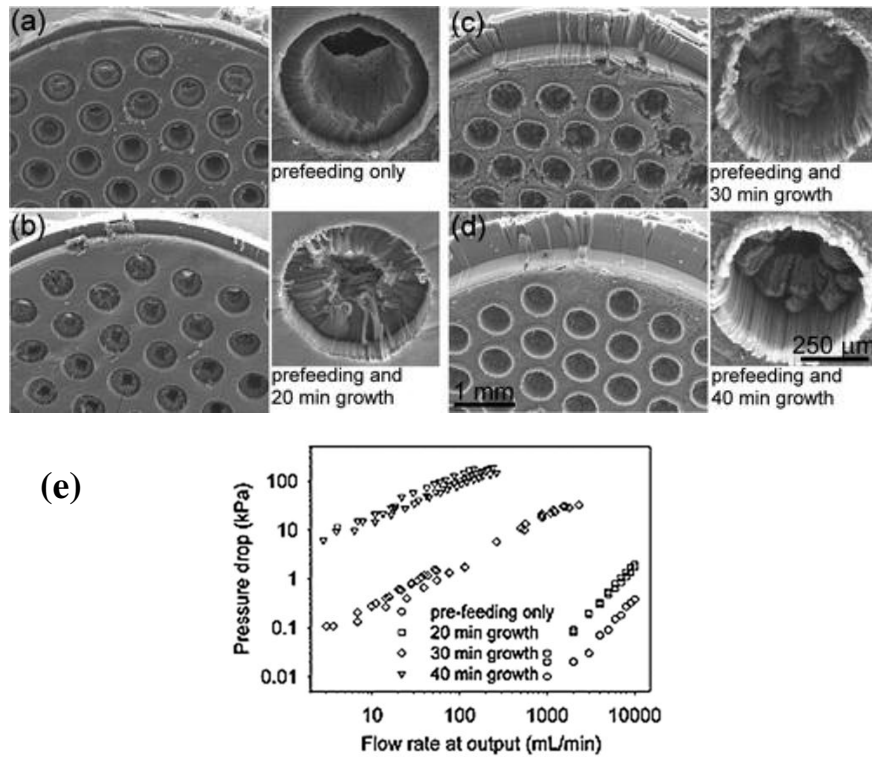 (a)
prefeeding only
(c)
prefeeding and
30 min growth
(b)
prefeeding and
20 min growth
(d)
1 mm
250 µm
prefeeding and
40 min growth
(e)
Pressure drop (kPa)
100
10
1
0.1
0.01
pre-feeding only
20 min growth
30 min growth
40 min growth
10
100
1000
10000
Flow rate at output (mL/min)